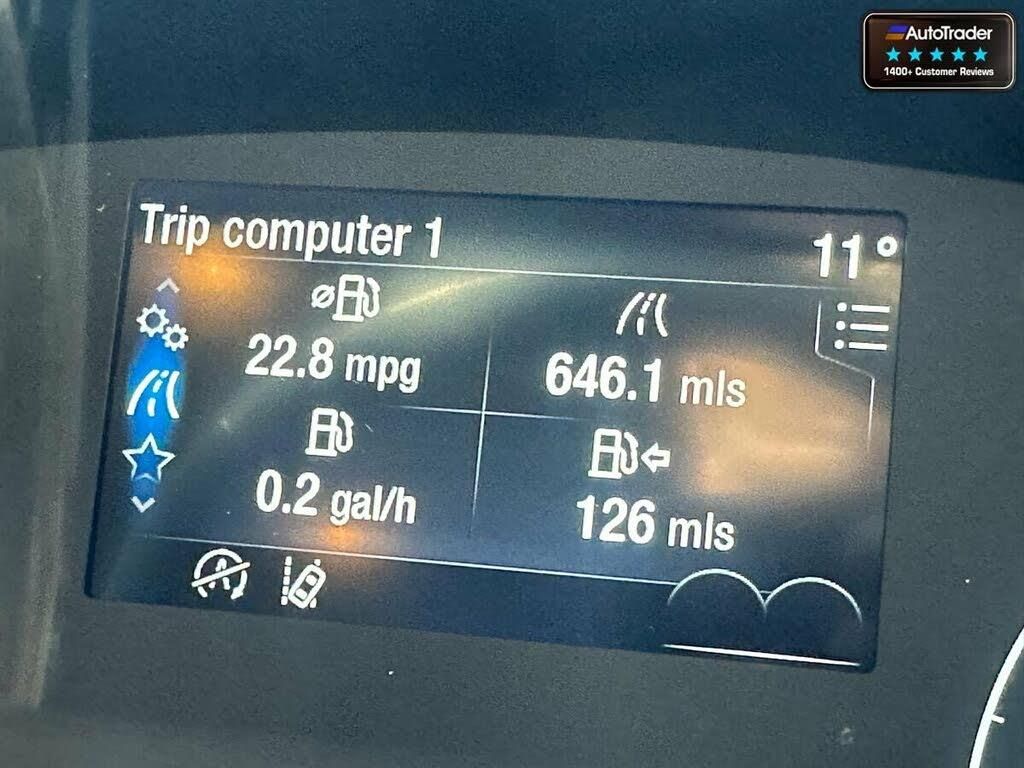 AutoTrader
1400+ Customer Reviews
Trip computer 1
11°
22.8 mpg
646.1 mls
0.2 gal/h
126 mls